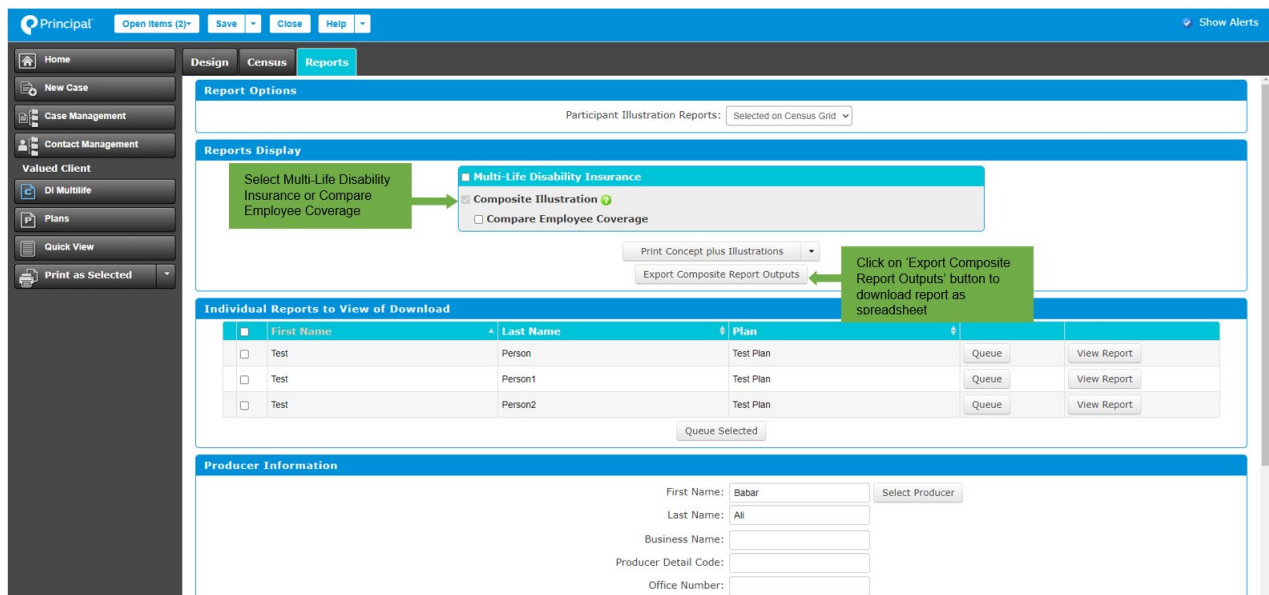 Principal
Open Items (2)
Save
Close
Help
Show Alerts
Home
New Case
Case Management
Contact Management
Valued Client
DI Multilife
Plans
Quick View
Print as Selected
Design Census Reports
Report Options
Participant Illustration Reports: Selected on Census Grid
Reports Display
Select Multi-Life Disability
Insurance or Compare
Employee Coverage
Multi-Life Disability Insurance
Composite Illustration ?
Compare Employee Coverage
Print Concept plus Illustrations
Export Composite Report Outputs
Click on ‘Export Composite
Report Outputs’ button to
download report as
spreadsheet
Individual Reports to View of Download
First Name Last Name Plan
Test Person Test Plan Queue View Report
Test Person1 Test Plan Queue View Report
Test Person2 Test Plan Queue View Report
Queue Selected
Producer Information
First Name: Babar Select Producer
Last Name: Ali
Business Name:
Producer Detail Code:
Office Number: